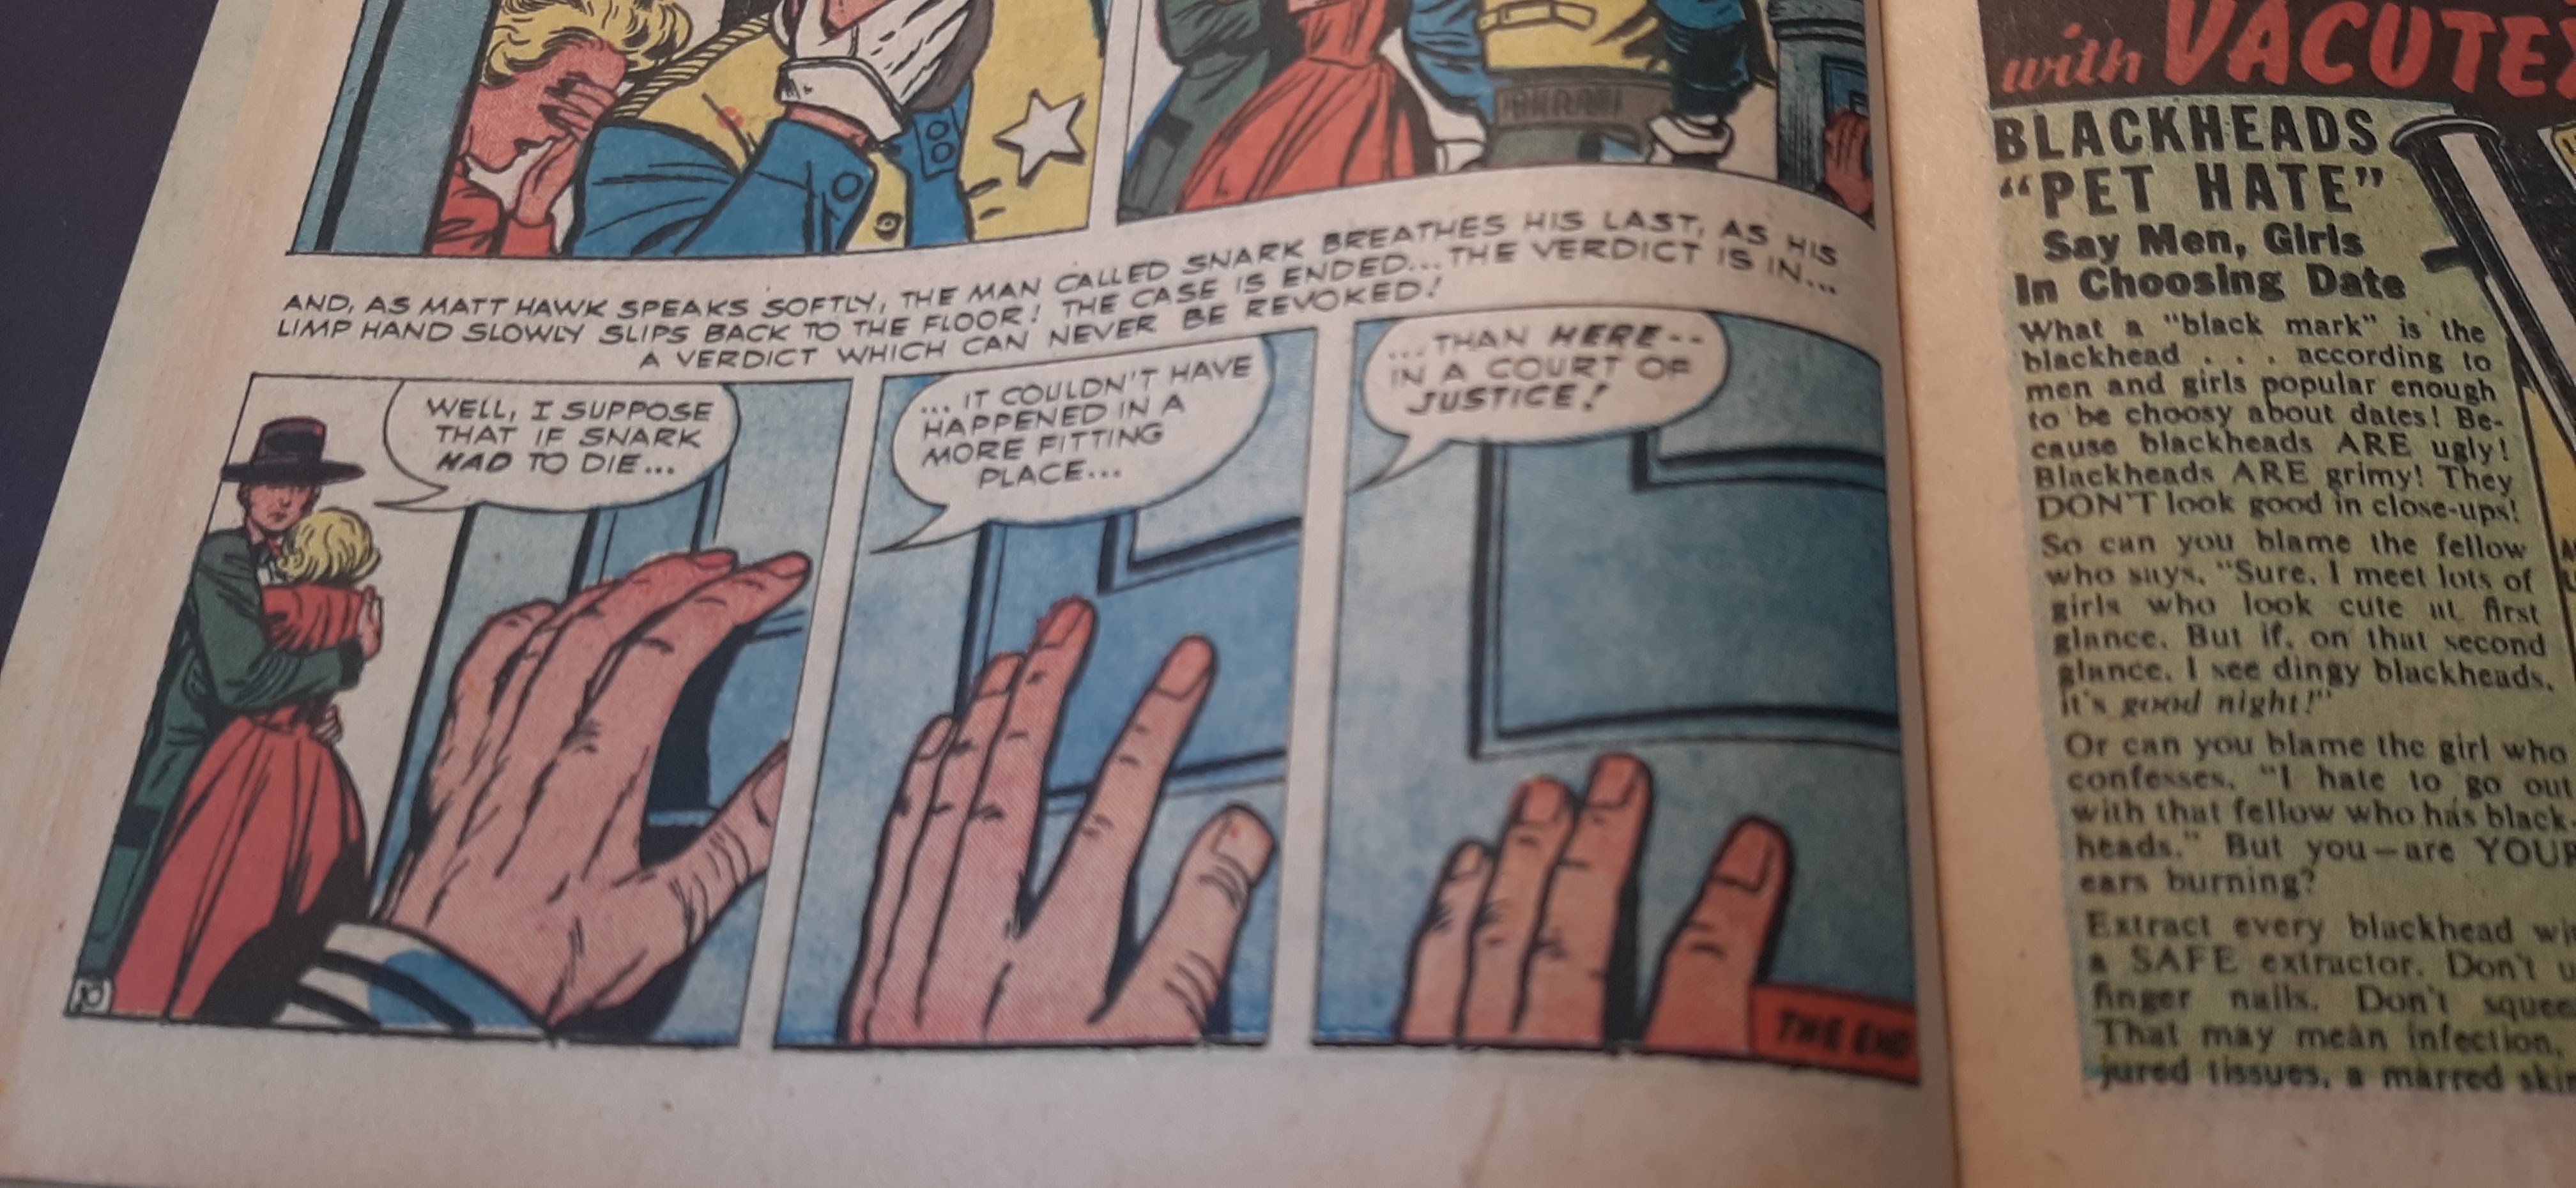 AND, AS MATT HAWK SPEAKS SOFTLY, THE MAN CALLED SNARK BREATHES HIS LAST, AS HIS
LIMP HAND SLOWLY SLIPS BACK TO THE FLOOR! THE CASE IS ENDED... THE VERDICT IS IN...
A VERDICT WHICH CAN NEVER BE REVOKED!
WELL, I SUPPOSE
THAT IF SNARK
HAD TO DIE...
... IT COULDN'T HAVE
HAPPENED IN A
MORE FITTING
PLACE...
... THAN HERE--
IN A COURT OF
JUSTICE!
10
THE END
with VACUTEX
BLACKHEADS
"PET HATE"
Say Men, Girls
In Choosing Date
What a "black mark" is the
blackhead . . . according to
men and girls popular enough
to be choosy about dates! Be-
cause blackheads ARE ugly!
Blackheads ARE grimy! They
DON'T look good in close-ups!
So can you blame the fellow
who says, "Sure, I meet lots of
girls who look cute at first
glance. But if, on that second
glance, I see dingy blackheads,
it's good night!"
Or can you blame the girl who
confesses, "I hate to go out
with that fellow who has black-
heads." But you—are YOUR
ears burning?
Extract every blackhead
a SAFE extractor. Don't
finger nails. Don't
That may mean infection,
jured tissues, a marred skin